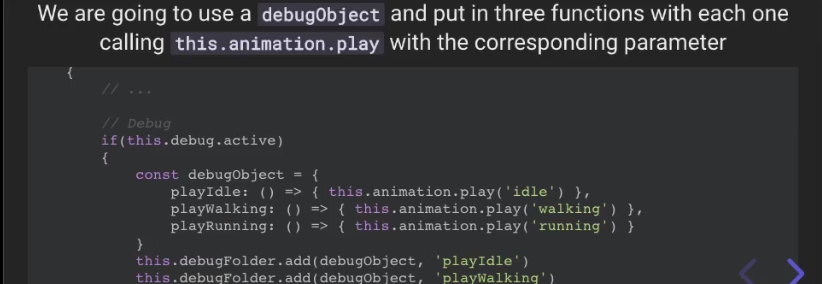 We are going to use a debugObject and put in three functions with each one
calling this.animation.play with the corresponding parameter
{
// ...
// Debug
if(this.debug.active)
{
const debugObject = {
playIdle: () => { this.animation.play('idle') },
playWalking: () => { this.animation.play('walking') },
playRunning: () => { this.animation.play('running') }
}
this.debugFolder.add(debugObject, 'playIdle')
this.debugFolder.add(debugObject, 'playWalking')